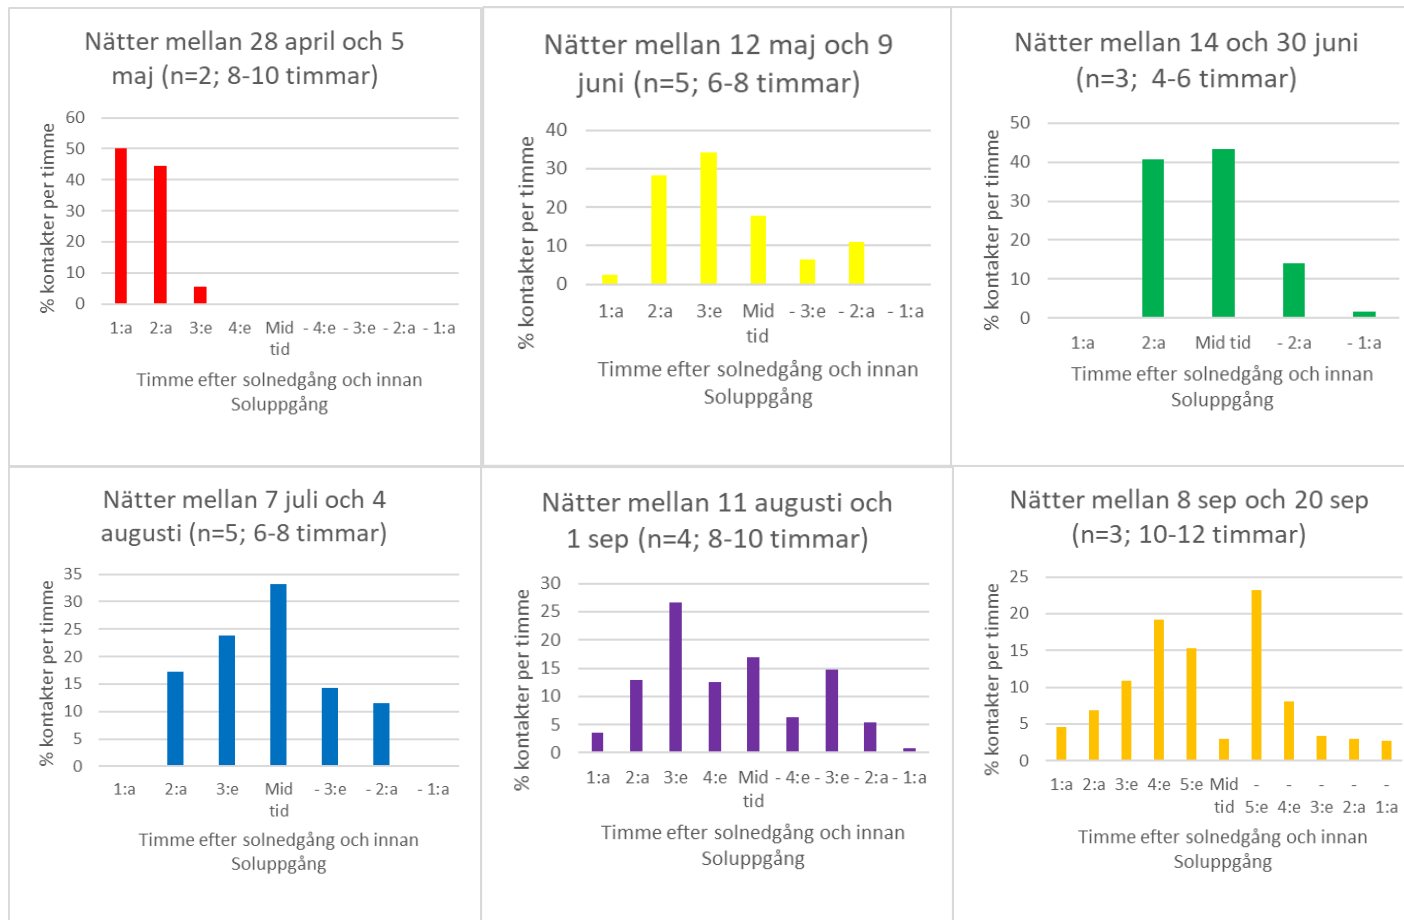 Nätter mellan 28 april och 5
maj (n=2; 8-10 timmar)
% kontakter per timme
60
50
40
30
20
10
0
1:a 2:a 3:e 4:e Mid tid - 4:e - 3:e - 2:a - 1:a
Timme efter solnedgång och innan
Soluppgång
Nätter mellan 12 maj och 9
juni (n=5; 6-8 timmar)
% kontakter per timme
40
30
20
10
0
1:a 2:a 3:e Mid tid - 3:e - 2:a - 1:a
Timme efter solnedgång och innan
Soluppgång
Nätter mellan 14 och 30 juni
(n=3; 4-6 timmar)
% kontakter per timme
50
40
30
20
10
0
1:a 2:a Mid tid - 2:a - 1:a
Timme efter solnedgång och innan
Soluppgång
Nätter mellan 7 juli och 4
augusti (n=5; 6-8 timmar)
% kontakter per timme
35
30
25
20
15
10
5
0
1:a 2:a 3:e Mid tid - 3:e - 2:a - 1:a
Timme efter solnedgång och innan
Soluppgång
Nätter mellan 11 augusti och
1 sep (n=4; 8-10 timmar)
% kontakter per timme
30
25
20
15
10
5
0
1:a 2:a 3:e 4:e Mid tid - 4:e - 3:e - 2:a - 1:a
Timme efter solnedgång och innan
Soluppgång
Nätter mellan 8 sep och 20 sep
(n=3; 10-12 timmar)
% kontakter per timme
25
20
15
10
5
0
1:a 2:a 3:e 4:e 5:e Mid tid - 5:e - 4:e - 3:e - 2:a - 1:a
Timme efter solnedgång och innan
Soluppgång